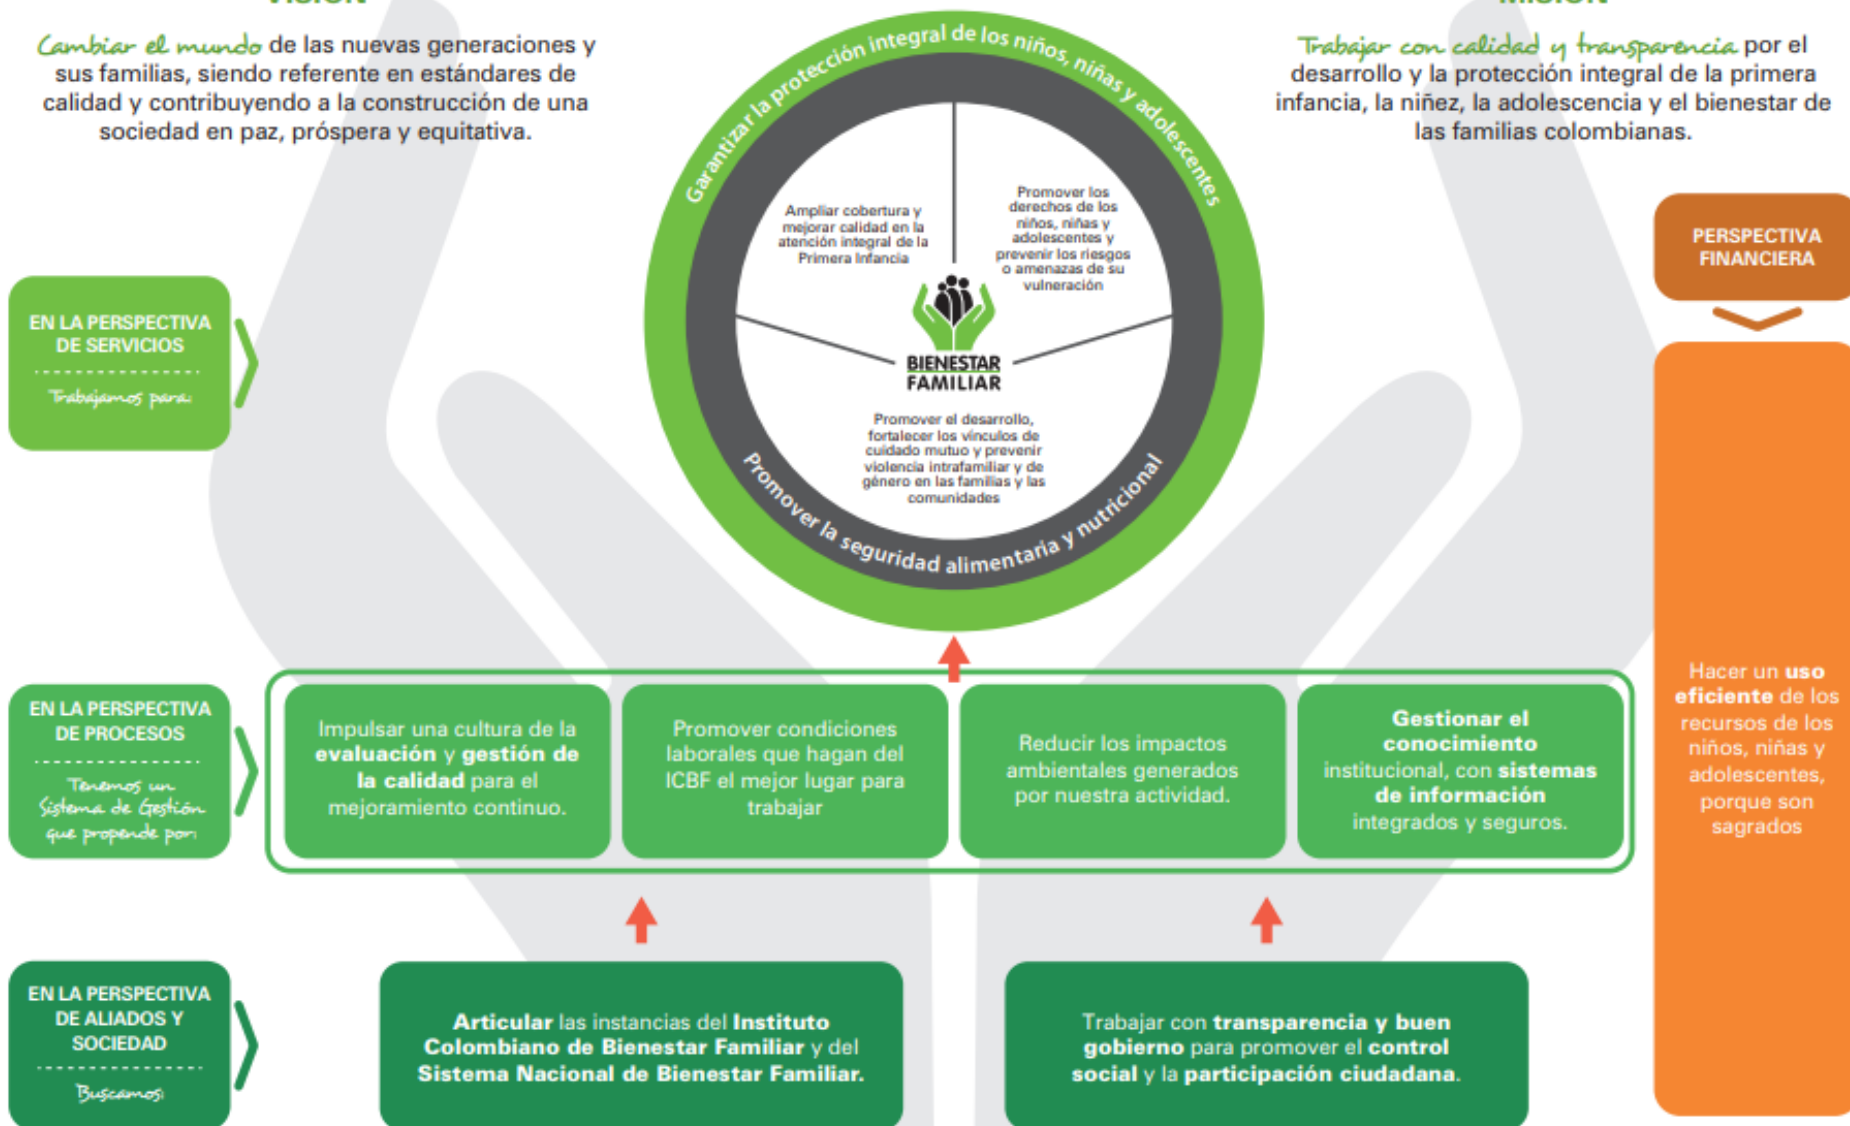 VISIÓN
Cambiar el mundo de las nuevas generaciones y
sus familias, siendo referente en estándares de
calidad y contribuyendo a la construcción de una
sociedad en paz, próspera y equitativa.
MISIÓN
Trabajar con calidad y transparencia por el
desarrollo y la protección integral de la primera
infancia, la niñez, la adolescencia y el bienestar de
las familias colombianas.
Garantizar la protección integral de los niños, niñas y adolescentes
Ampliar cobertura y
mejorar calidad en la
atención integral de la
Primera Infancia
Promover los
derechos de los
niños, niñas y
adolescentes y
prevenir los riesgos
o amenazas de su
vulneración
BIENESTAR
FAMILIAR
Promover el desarrollo,
fortalecer los vínculos de
cuidado mutuo y prevenir
violencia intrafamiliar y de
género en las familias y las
comunidades
Promover la seguridad alimentaria y nutricional
EN LA PERSPECTIVA
DE SERVICIOS
Trabajamos para:
EN LA PERSPECTIVA
DE PROCESOS
Tenemos un
Sistema de Gestión
que propende por:
Impulsar una cultura de la
evaluación y gestión de
la calidad para el
mejoramiento continuo.
Promover condiciones
laborales que hagan del
ICBF el mejor lugar para
trabajar
Reducir los impactos
ambientales generados
por nuestra actividad.
Gestionar el
conocimiento
institucional, con sistemas
de información
integrados y seguros.
EN LA PERSPECTIVA
DE ALIADOS Y
SOCIEDAD
Buscamos:
Articular las instancias del Instituto
Colombiano de Bienestar Familiar y del
Sistema Nacional de Bienestar Familiar.
Trabajar con transparencia y buen
gobierno para promover el control
social y la participación ciudadana.
PERSPECTIVA
FINANCIERA
Hacer un uso
eficiente de los
recursos de los
niños, niñas y
adolescentes,
porque son
sagrados